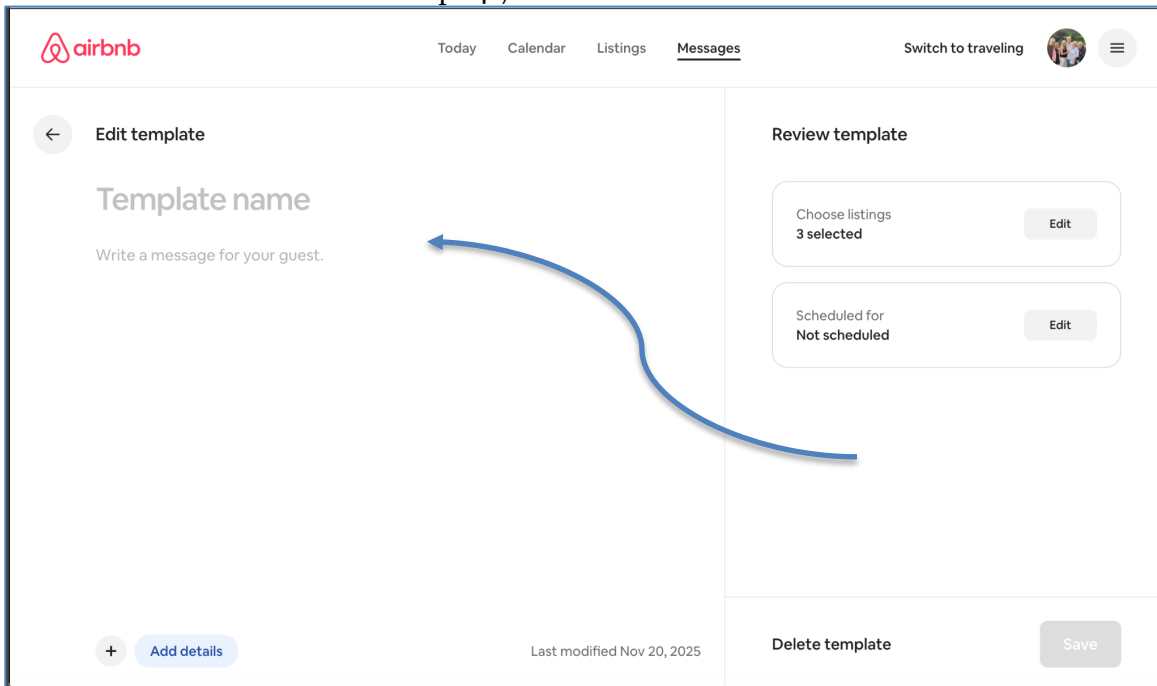 airbnb
Today Calendar Listings Messages Switch to traveling
Edit template
Template name
Write a message for your guest.
Add details
Last modified Nov 20, 2025
Review template
Choose listings
3 selected
Edit
Scheduled for
Not scheduled
Edit
Delete template
Save